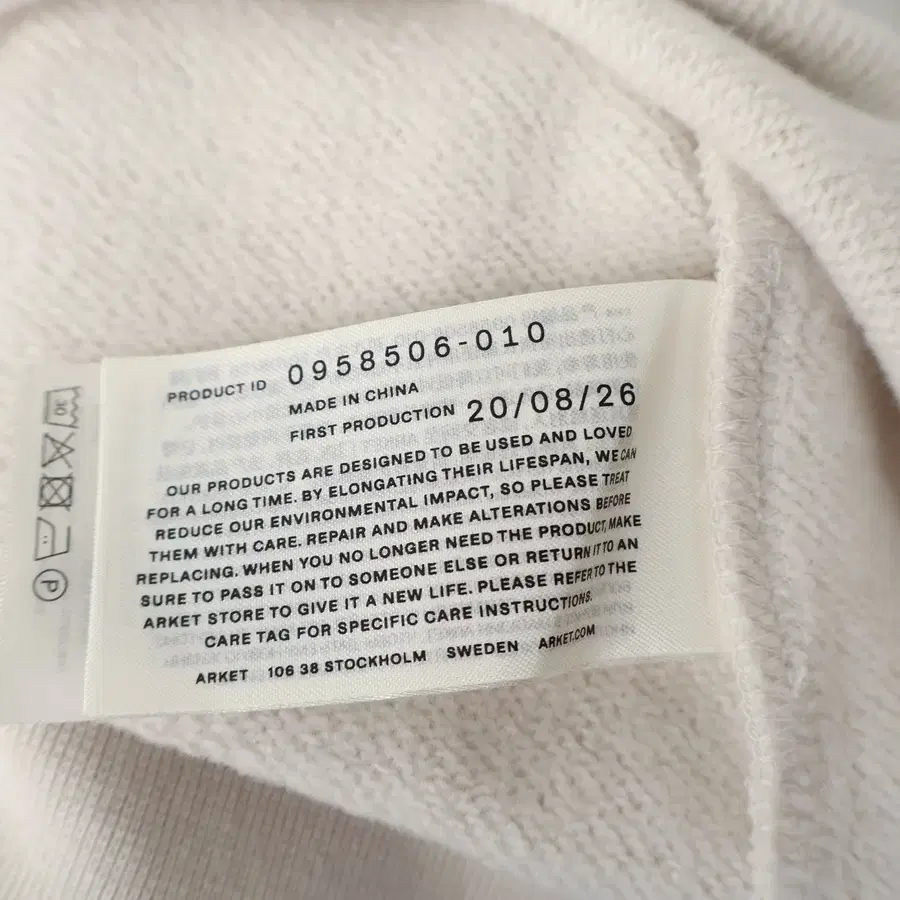 PRODUCT ID 0958506-010
MADE IN CHINA
FIRST PRODUCTION 20/08/26
OUR PRODUCTS ARE DESIGNED TO BE USED AND LOVED
FOR A LONG TIME. BY ELONGATING THEIR LIFESPAN, WE CAN
REDUCE OUR ENVIRONMENTAL IMPACT, SO PLEASE TREAT
THEM WITH CARE. REPAIR AND MAKE ALTERATIONS BEFORE
REPLACING. WHEN YOU NO LONGER NEED THE PRODUCT, MAKE
SURE TO PASS IT ON TO SOMEONE ELSE OR RETURN IT TO AN
ARKET STORE TO GIVE IT A NEW LIFE. PLEASE REFER TO THE
CARE TAG FOR SPECIFIC CARE INSTRUCTIONS.
ARKET 106 38 STOCKHOLM SWEDEN ARKET.COM
30
P